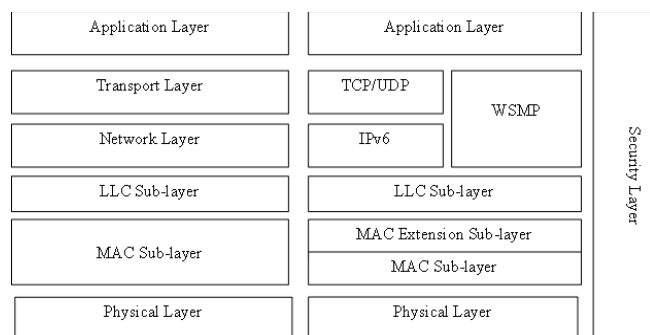 Application Layer
Application Layer
Transport Layer
TCP/UDP
WSMP
Network Layer
IPv6
LLC Sub-layer
LLC Sub-layer
MAC Sub-layer
MAC Extension Sub-layer
MAC Sub-layer
Physical Layer
Physical Layer
Security Layer